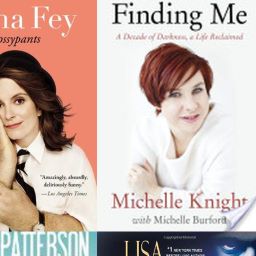 na Fey
ossypants
"Amazingly, absurdly,
deliriously funny."
—Los Angeles Times
Finding Me
A Decade of Darkness, a Life Reclaimed
Michelle Knight
with Michelle Burford
PATTERSON
LISA
#1 NEW YORK TIMES